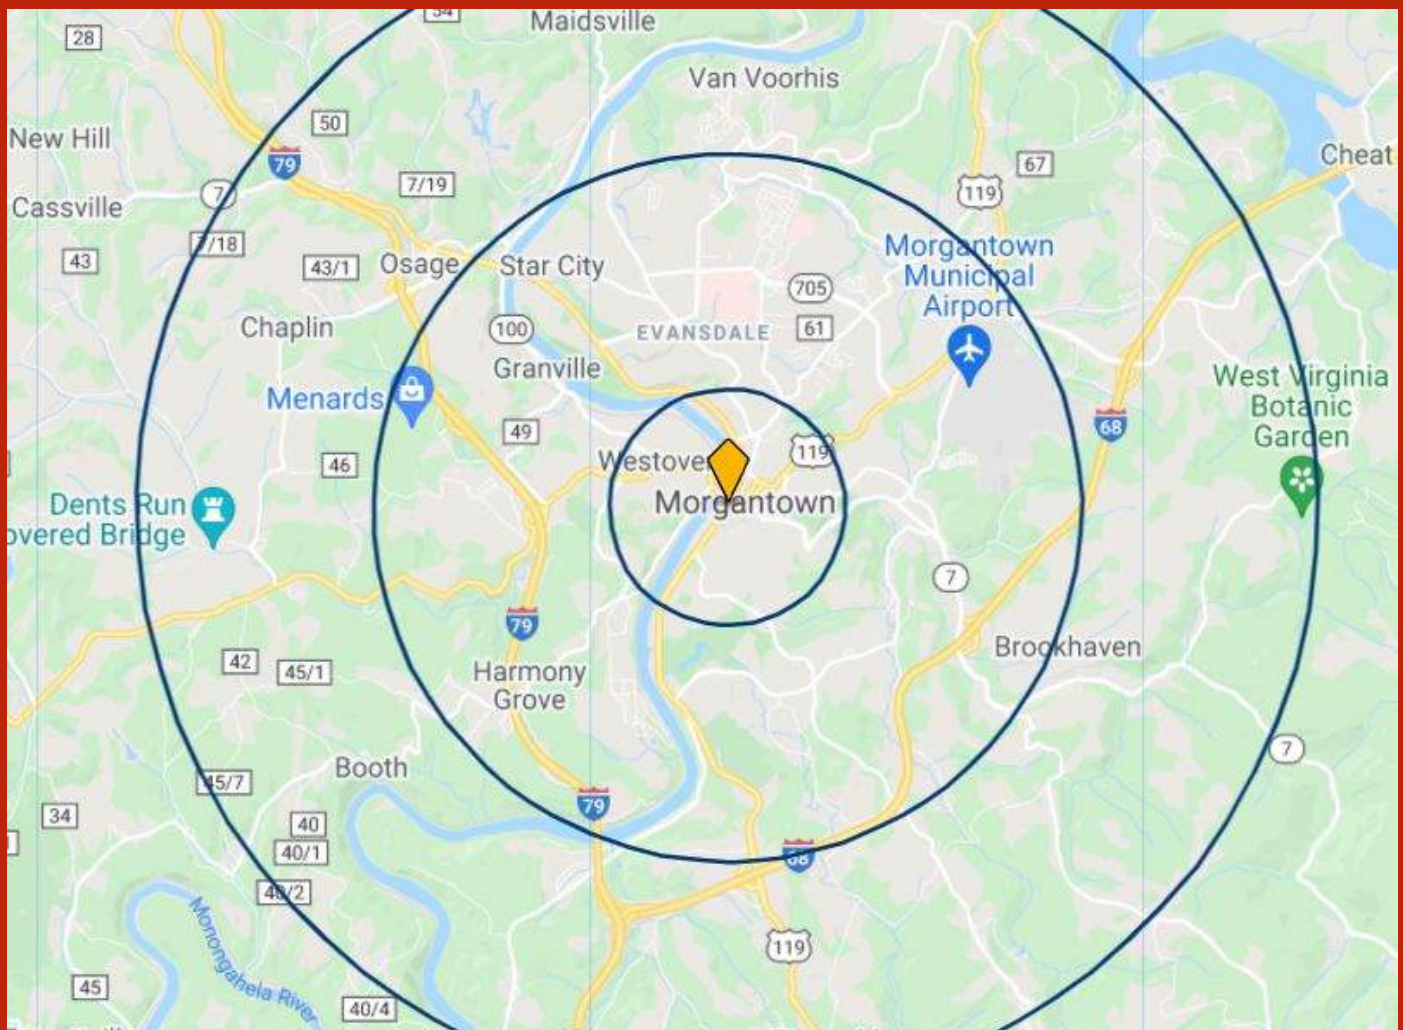 54
Maidsville
28
Van Voorhis
50
New Hill
79
Cheat
67
7/19
7
119
Cassville
7/18
Morgantown
Municipal
Airport
43
43/1
Osage
Star City
705
100
EVANSDALE
61
Chaplin
Granville
West Virginia
Botanic
Garden
Menards
68
49
119
46
Westove
Morgantown
Dents Run
overed Bridge
7
79
Brookhaven
42
45/1
Harmony
Grove
7
Booth
45/7
79
34
40
40/1
68
40/2
Monongahela River
119
45
40/4